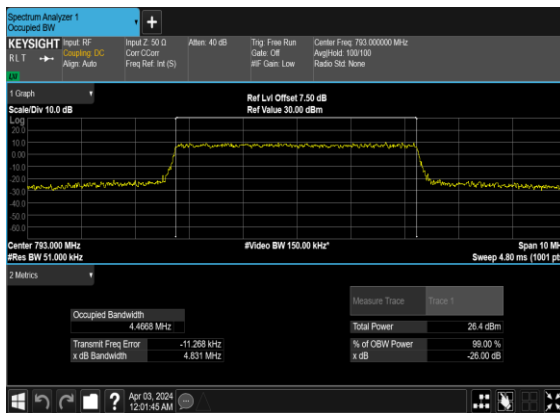 Spectrum Analyzer 1
Occupied BW
KEYSIGHT Input: RF Input Z: 50 Ω Atten: 40 dB Trig: Free Run Center Freq: 793.000000 MHz
RLT Coupling: DC Corr CCorr Gate: Off Avg|Hold: 100/100
Align: Auto Freq Ref: Int (S) #IF Gain: Low Radio Std: None
1 Graph
Ref Lvl Offset 7.50 dB
Scale/Div 10.0 dB Ref Value 30.00 dBm
Log
20.0
10.0
0.00
-10.0
-20.0
-30.0
-40.0
-50.0
-60.0
Center 793.000 MHz #Video BW 150.00 kHz* Span 10 MH
#Res BW 51.000 kHz Sweep 4.80 ms (1001 pt
2 Metrics
Measure Trace Trace 1
Occupied Bandwidth
4.4668 MHz Total Power 26.4 dBm
Transmit Freq Error -11.268 kHz % of OBW Power 99.00 %
x dB Bandwidth 4.831 MHz x dB -26.00 dB
Apr 03, 2024
12:01:45 AM